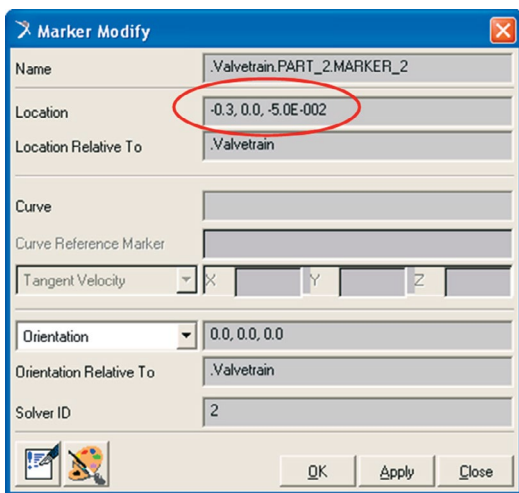 Marker Modify
Name .Valvetrain.PART_2.MARKER_2
Location -0.3, 0.0, -5.0E-002
Location Relative To .Valvetrain
Curve
Curve Reference Marker
Tangent Velocity X Y Z
Orientation 0.0, 0.0, 0.0
Orientation Relative To .Valvetrain
Solver ID 2
OK Apply Close